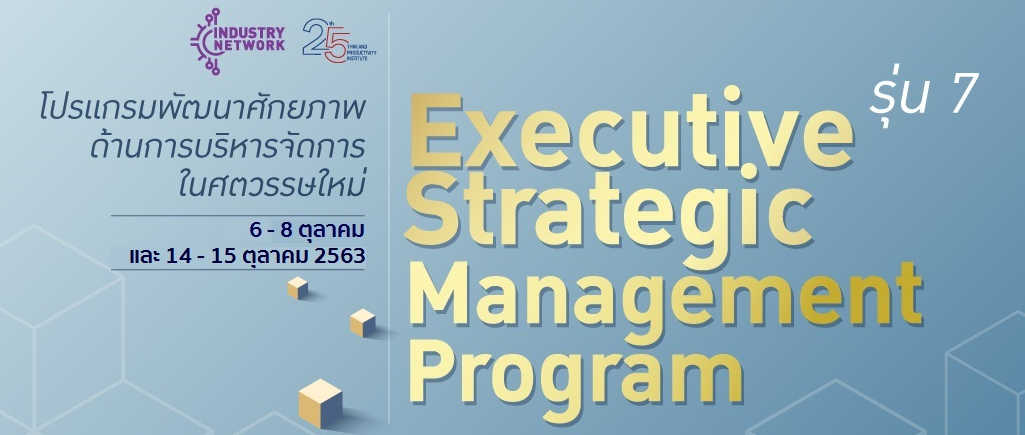 INDUSTRY
NETWORK
25th
THAILAND
PRODUCTIVITY
INSTITUTE
โปรแกรมพัฒนาศักยภาพ
ด้านการบริหารจัดการ
ในศตวรรษใหม่
6 - 8 ตุลาคม
และ 14 - 15 ตุลาคม 2563
Executive
รุ่น 7
Strategic
Management
Program